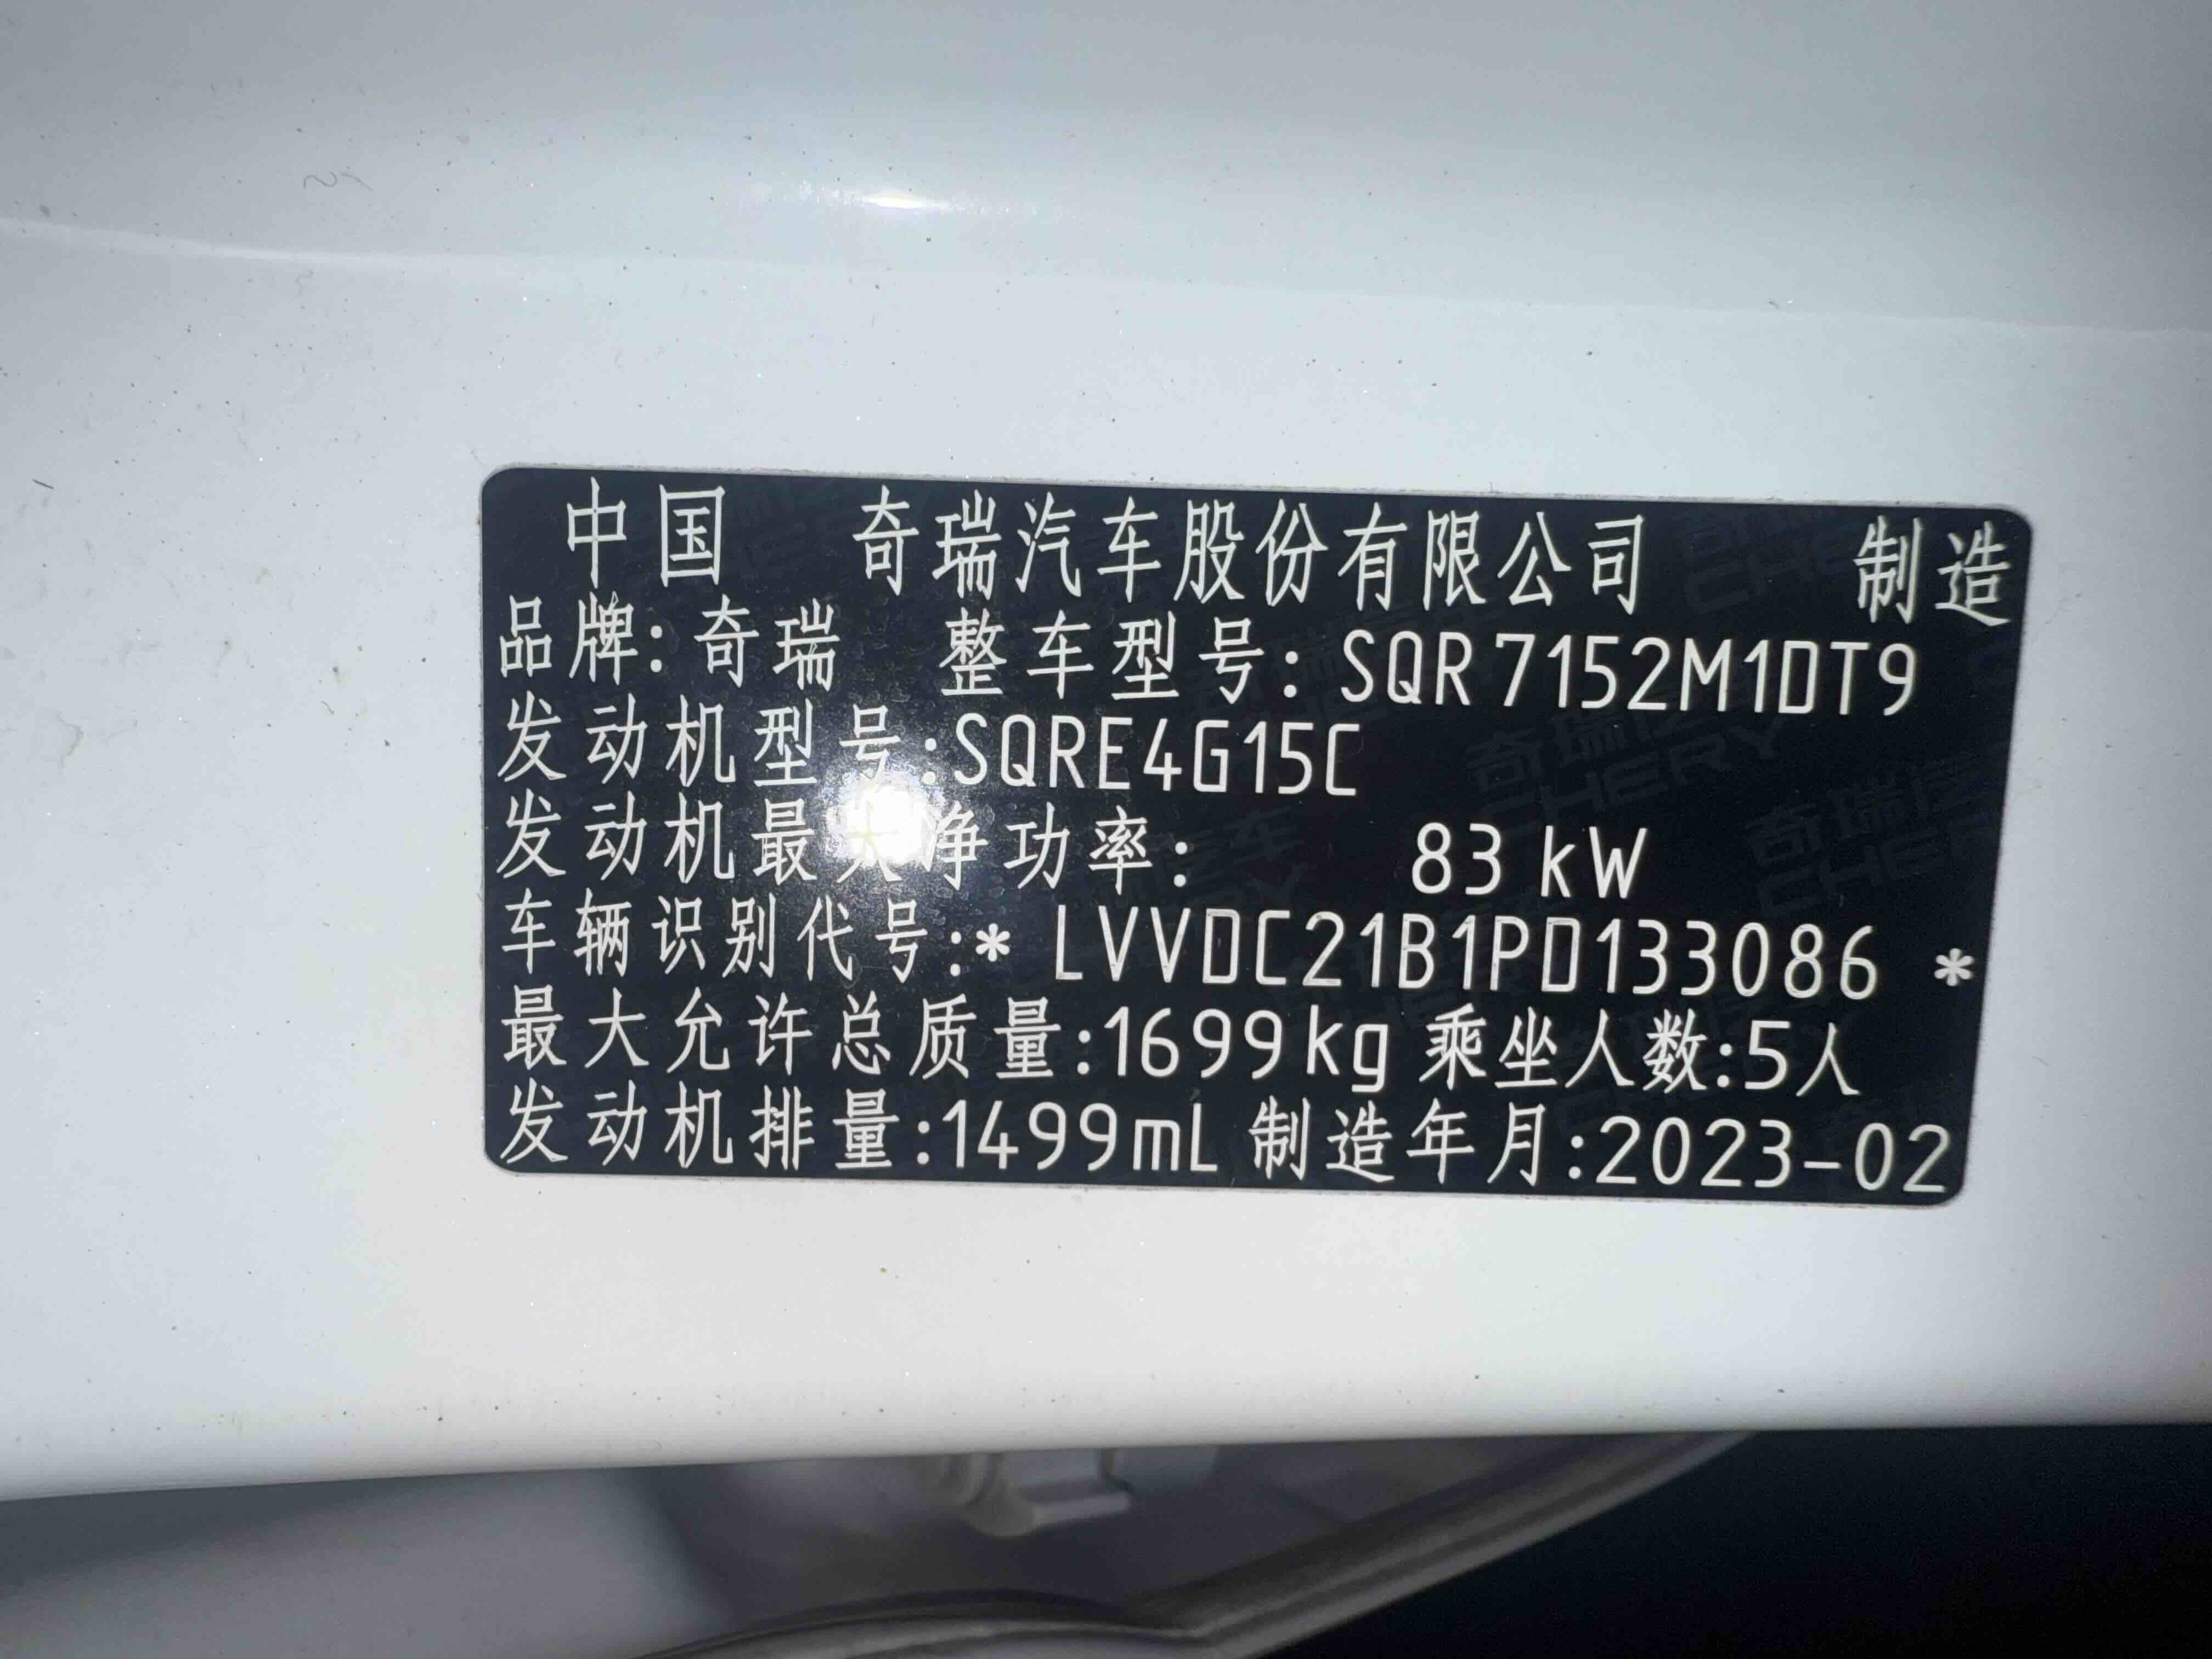 中国 奇瑞汽车股份有限公司 制造
品牌:奇瑞 整车型号:SQR7152M1DT9
发动机型号:SQRE4G15C
发动机最大净功率: 83 kW
车辆识别代号:* LVVDC21B1PD133086 *
最大允许总质量:1699kg 乘坐人数:5人
发动机排量:1499mL 制造年月:2023-02